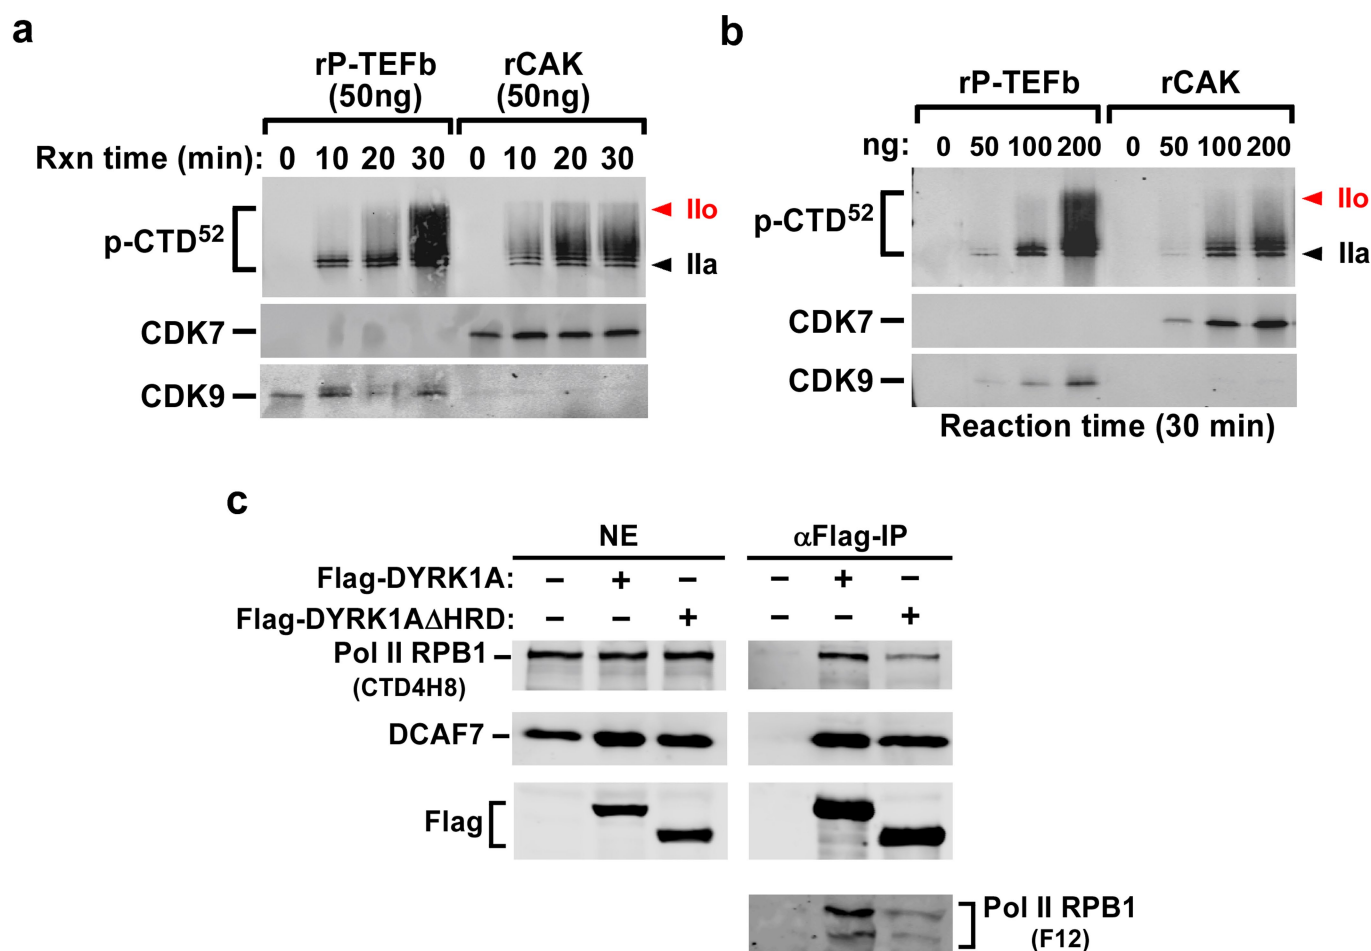 a
rP-TEFb rCAK
(50ng) (50ng)
Rxn time (min): 0 10 20 30 0 10 20 30
p-CTD52
IIo
IIa
CDK7
CDK9
b
rP-TEFb rCAK
ng: 0 50 100 200 0 50 100 200
p-CTD52
IIo
IIa
CDK7
CDK9
Reaction time (30 min)
c
NE αFlag-IP
Flag-DYRK1A: – + – – + –
Flag-DYRK1AΔHRD: – – + – – +
Pol II RPB1
(CTD4H8)
DCAF7
Flag
Pol II RPB1
(F12)